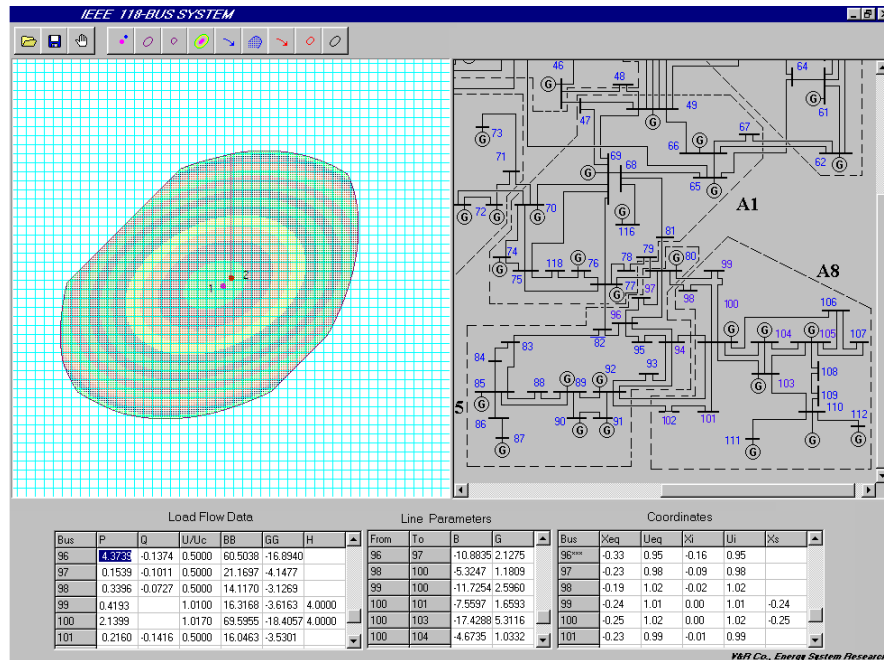 IEEE 118-BUS SYSTEM
1 2
46 48 64
G G G
47 49 61
G 73 G 67
66 G
71 69 68 65 62 G
G
72 70 116 A1
G G G
74 81
G 118 76 G 78 79 G 80 99 A8
75 77 97 98 100 106
G
96 G G 104 G 105 107
83 82 95 94
84 92 93 103 108
85 88 G 89 G G 109
5 G 110
86 90 G G 91 102 101 112
87 111 G G G
G
Load Flow Data
Bus P Q U/Uc BB GG H
96 4.3739 -0.1374 0.5000 60.5038 -16.8940
97 0.1539 -0.1011 0.5000 21.1697 -4.1477
98 0.3396 -0.0727 0.5000 14.1170 -3.1269
99 0.4193 1.0100 16.3168 -3.6163 4.0000
100 2.1399 1.0170 69.5955 -18.4057 4.0000
101 0.2160 -0.1416 0.5000 16.0463 -3.5301
Line Parameters
From To B G
96 97 -10.8835 2.1275
98 100 -5.3247 1.1809
99 100 -11.7254 2.5960
100 101 -7.5597 1.6593
100 103 -17.4288 5.3116
100 104 -4.6735 1.0332
Coordinates
Bus Xeq Ueq Xi Ui Xs
96*** -0.33 0.95 -0.16 0.95
97 -0.23 0.98 -0.09 0.98
98 -0.19 1.02 -0.02 1.02
99 -0.24 1.01 0.00 1.01 -0.24
100 -0.25 1.02 0.00 1.02 -0.25
101 -0.23 0.99 -0.01 0.99
V&R Co., Energy System Research